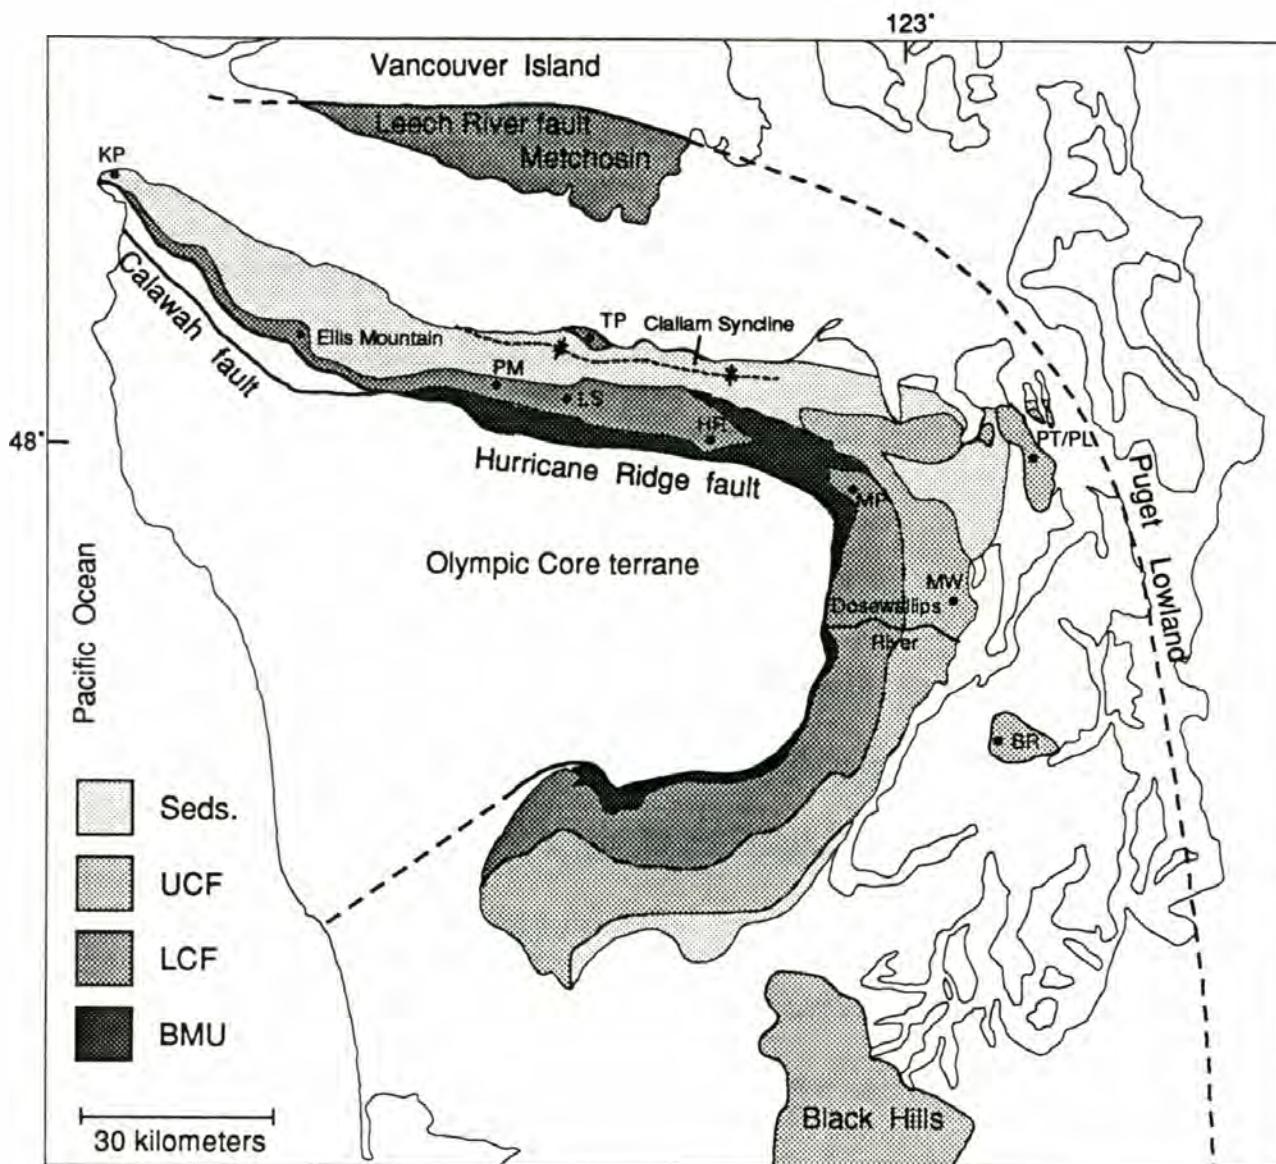 123°
Vancouver Island
Leech River fault
Metchosin
KP
Calawah fault
TP
Clallam Syncline
Ellis Mountain
PM
LS
HR
48°
PT/PL
Hurricane Ridge fault
MP
Puget Lowland
Olympic Core terrane
MW
Dosewallips
River
Pacific Ocean
BR
Seds.
UCF
LCF
BMU
Black Hills
30 kilometers